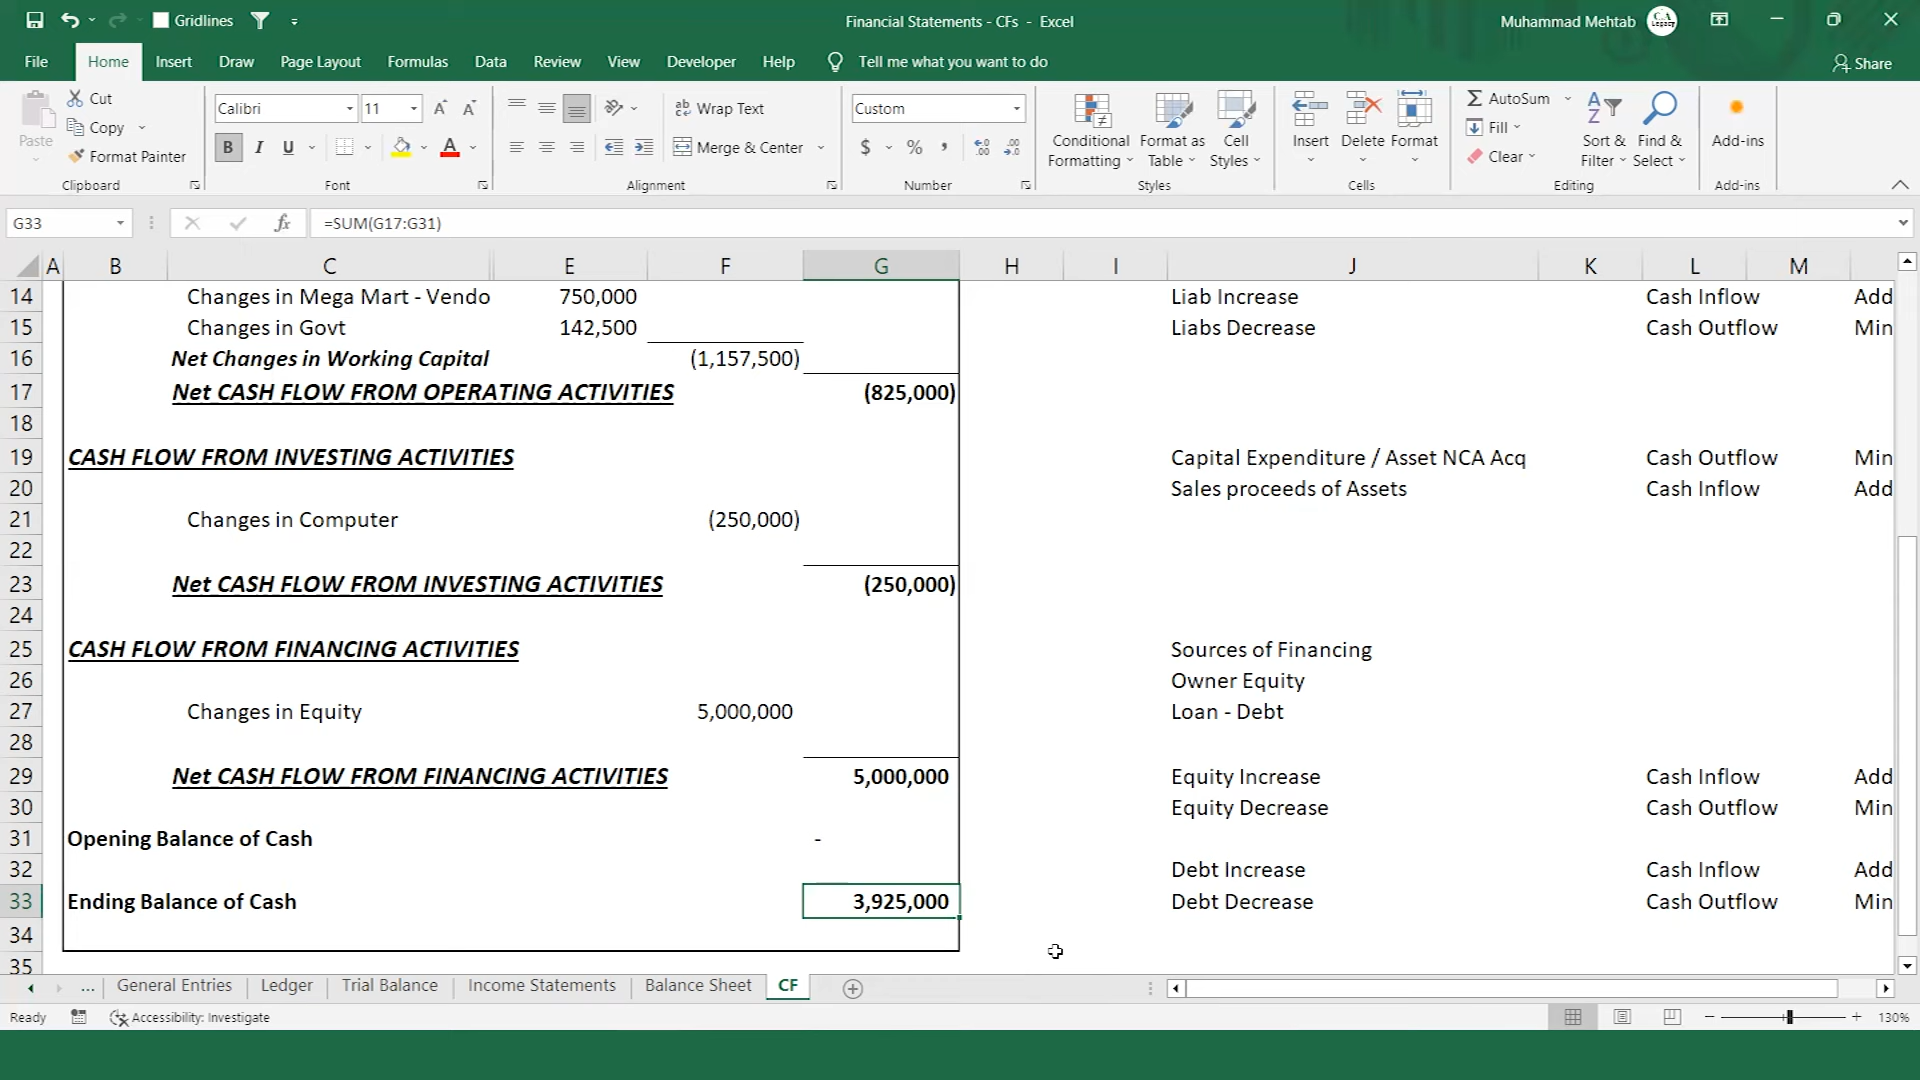 Gridlines
Financial Statements - CFs - Excel
Muhammad Mehtab
File Home Insert Draw Page Layout Formulas Data Review View Developer Help Tell me what you want to do Share
Paste Cut Copy Format Painter Clipboard
Calibri 11 B I U A Font
Wrap Text Merge & Center Alignment
Custom $ % , Number
Conditional Formatting Format as Table Cell Styles Styles
Insert Delete Format Cells
AutoSum Fill Clear Sort & Filter Find & Select Editing
Add-ins Add-ins
G33 fx =SUM(G17:G31)
A B C E F G H I J K L M
14 Changes in Mega Mart - Vendo 750,000 Liab Increase Cash Inflow Add
15 Changes in Govt 142,500 Liabs Decrease Cash Outflow Min
16 Net Changes in Working Capital (1,157,500)
17 Net CASH FLOW FROM OPERATING ACTIVITIES (825,000)
18
19 CASH FLOW FROM INVESTING ACTIVITIES Capital Expenditure / Asset NCA Acq Cash Outflow Min
20 Sales proceeds of Assets Cash Inflow Add
21 Changes in Computer (250,000)
22
23 Net CASH FLOW FROM INVESTING ACTIVITIES (250,000)
24
25 CASH FLOW FROM FINANCING ACTIVITIES Sources of Financing
26 Owner Equity
27 Changes in Equity 5,000,000 Loan - Debt
28
29 Net CASH FLOW FROM FINANCING ACTIVITIES 5,000,000 Equity Increase Cash Inflow Add
30 Equity Decrease Cash Outflow Min
31 Opening Balance of Cash -
32 Debt Increase Cash Inflow Add
33 Ending Balance of Cash 3,925,000 Debt Decrease Cash Outflow Min
34
35
... General Entries Ledger Trial Balance Income Statements Balance Sheet CF
Ready Accessibility: Investigate 130%